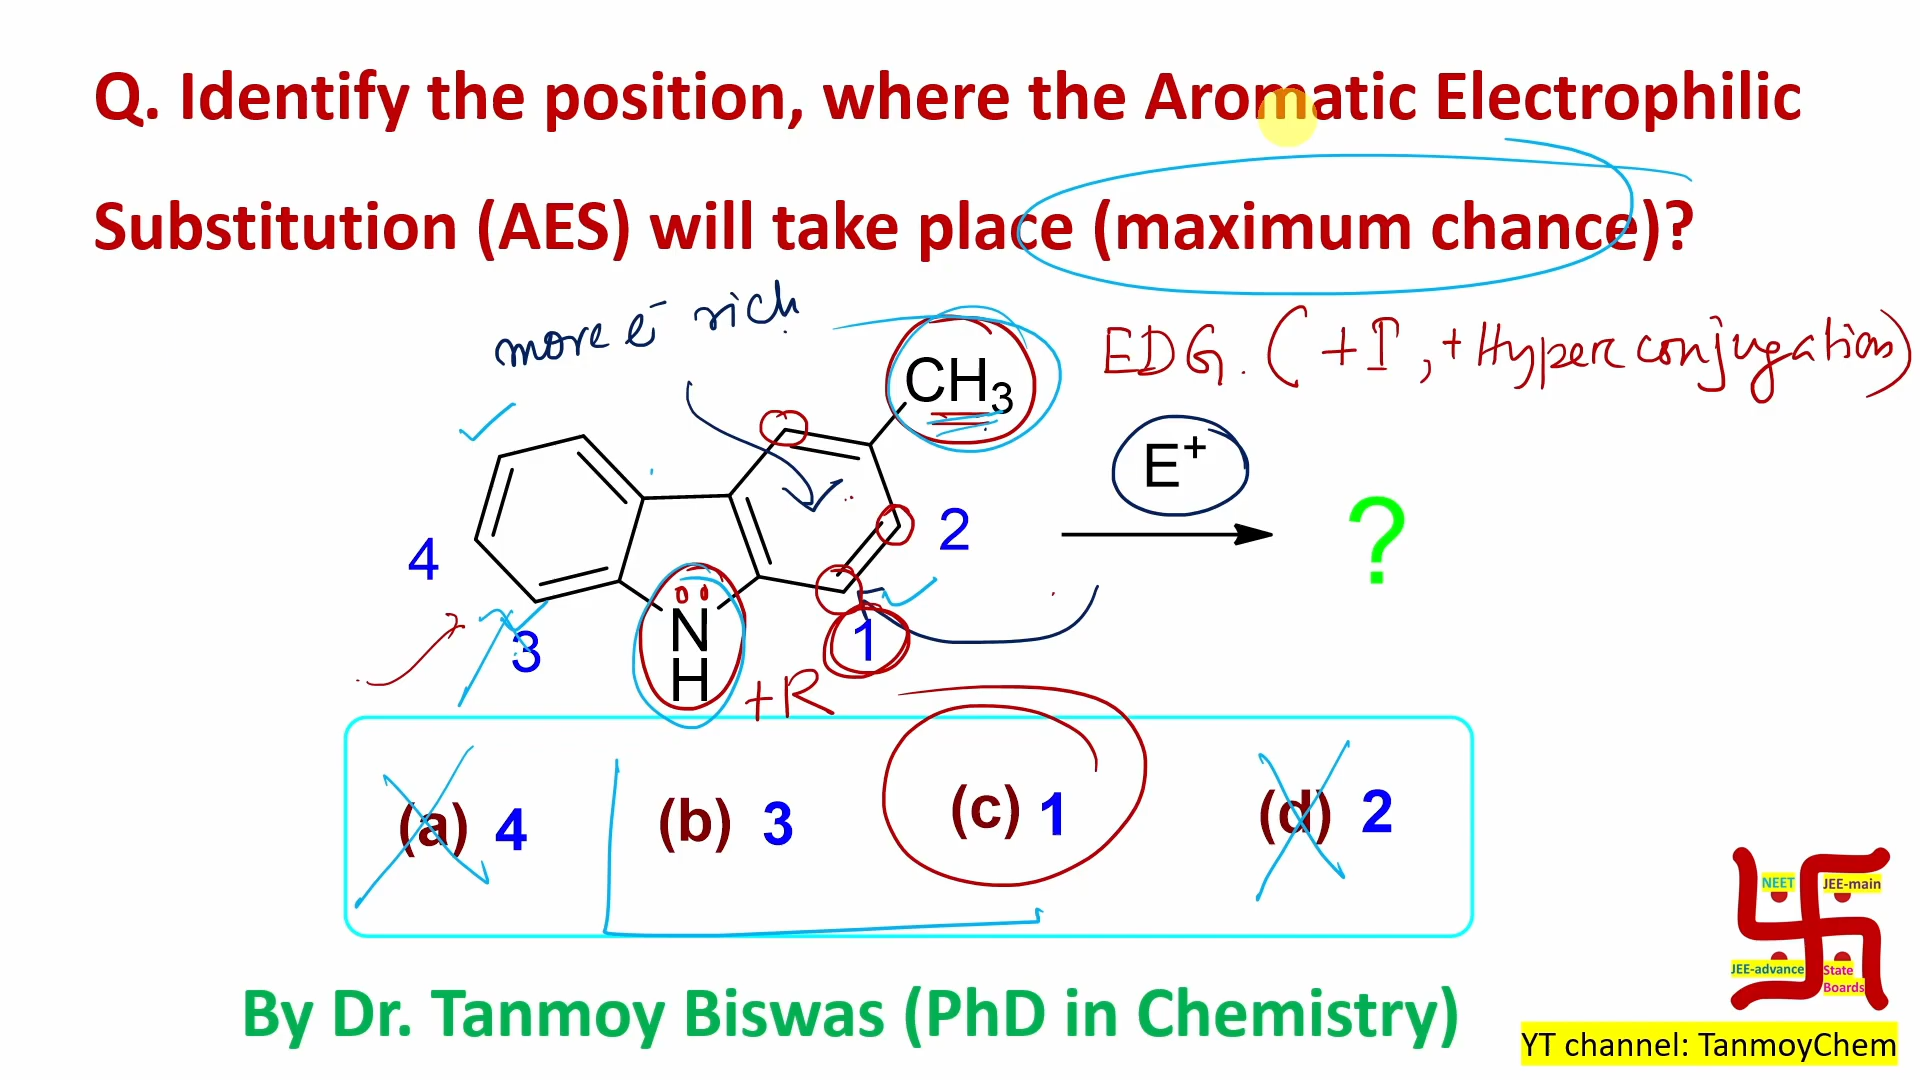 Q. Identify the position, where the Aromatic Electrophilic
Substitution (AES) will take place (maximum chance)?
more e⁻ rich
CH₃
EDG. (+I, + Hyper conjugation)
E⁺
?
4
2
3
N
H
1
+R
(a) 4
(b) 3
(c) 1
(d) 2
NEET
JEE-main
JEE-advance
State
Boards
By Dr. Tanmoy Biswas (PhD in Chemistry)
YT channel: TanmoyChem